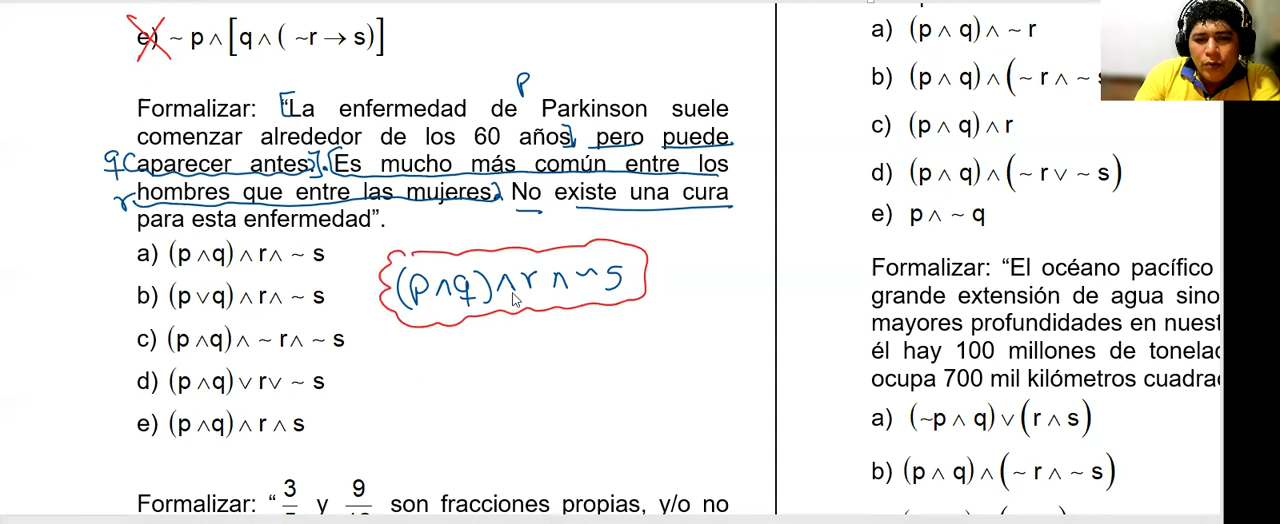 e) ~ p ∧ [q ∧ ( ~r → s)]
p
Formalizar: “La enfermedad de Parkinson suele
comenzar alrededor de los 60 años, pero puede
q aparecer antes. Es mucho más común entre los
r hombres que entre las mujeres. No existe una cura
para esta enfermedad”.
a) (p ∧q) ∧ r∧ ~ s
b) (p ∨q) ∧ r∧ ~ s
c) (p ∧q) ∧ ~ r∧ ~ s
d) (p ∧q) ∨ r∨ ~ s
e) (p ∧q) ∧ r ∧ s
(p∧q)∧r ∧ ~s
Formalizar: “ 3 y 9 son fracciones propias, y/o no
a) (p ∧ q) ∧ ~ r
b) (p ∧ q) ∧ (~ r ∧ ~ s
c) (p ∧ q) ∧ r
d) (p ∧ q) ∧ (~ r ∨ ~ s)
e) p ∧ ~ q
Formalizar: “El océano pacífico
grande extensión de agua sino
mayores profundidades en nuest
él hay 100 millones de tonelad
ocupa 700 mil kilómetros cuadra
a) (~p ∧ q) ∨ (r ∧ s)
b) (p ∧ q) ∧ (~ r ∧ ~ s)